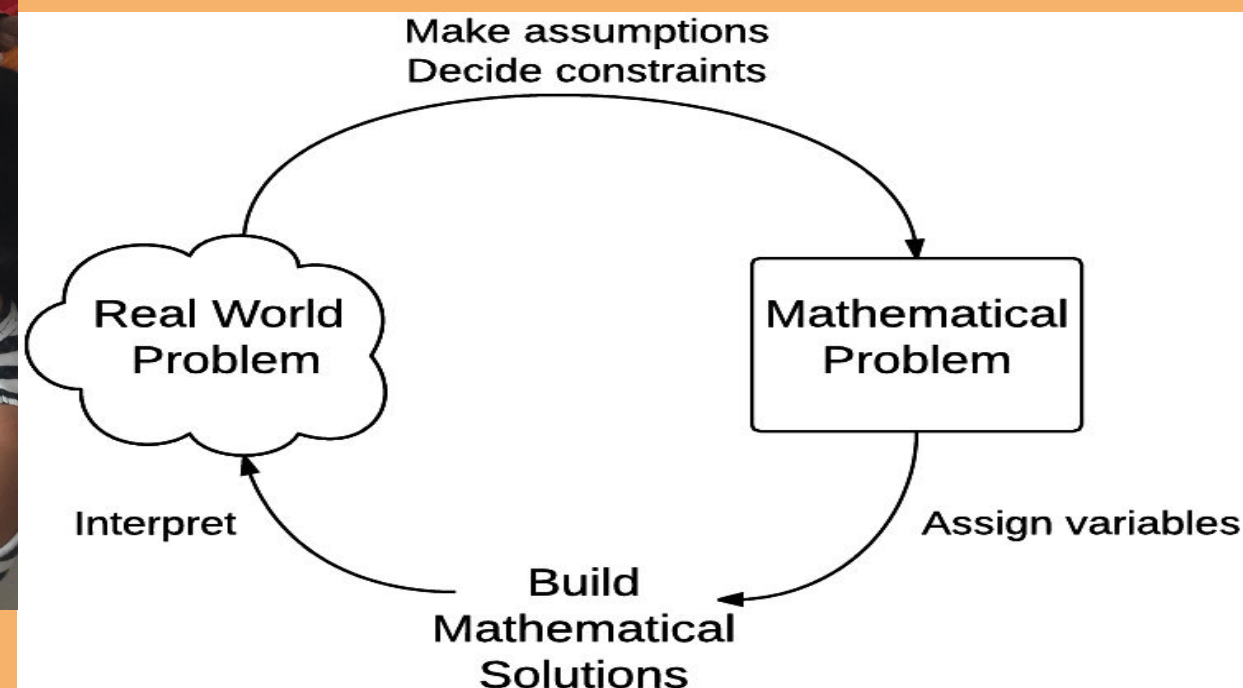 Make assumptions
Decide constraints
Real World
Problem
Mathematical
Problem
Interpret
Assign variables
Build
Mathematical
Solutions